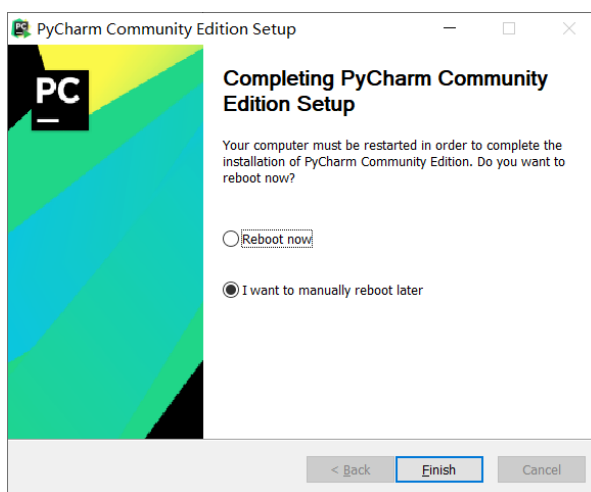 PyCharm Community Edition Setup
PC
Completing PyCharm Community
Edition Setup
Your computer must be restarted in order to complete the
installation of PyCharm Community Edition. Do you want to
reboot now?
Reboot now
I want to manually reboot later
< Back Finish Cancel